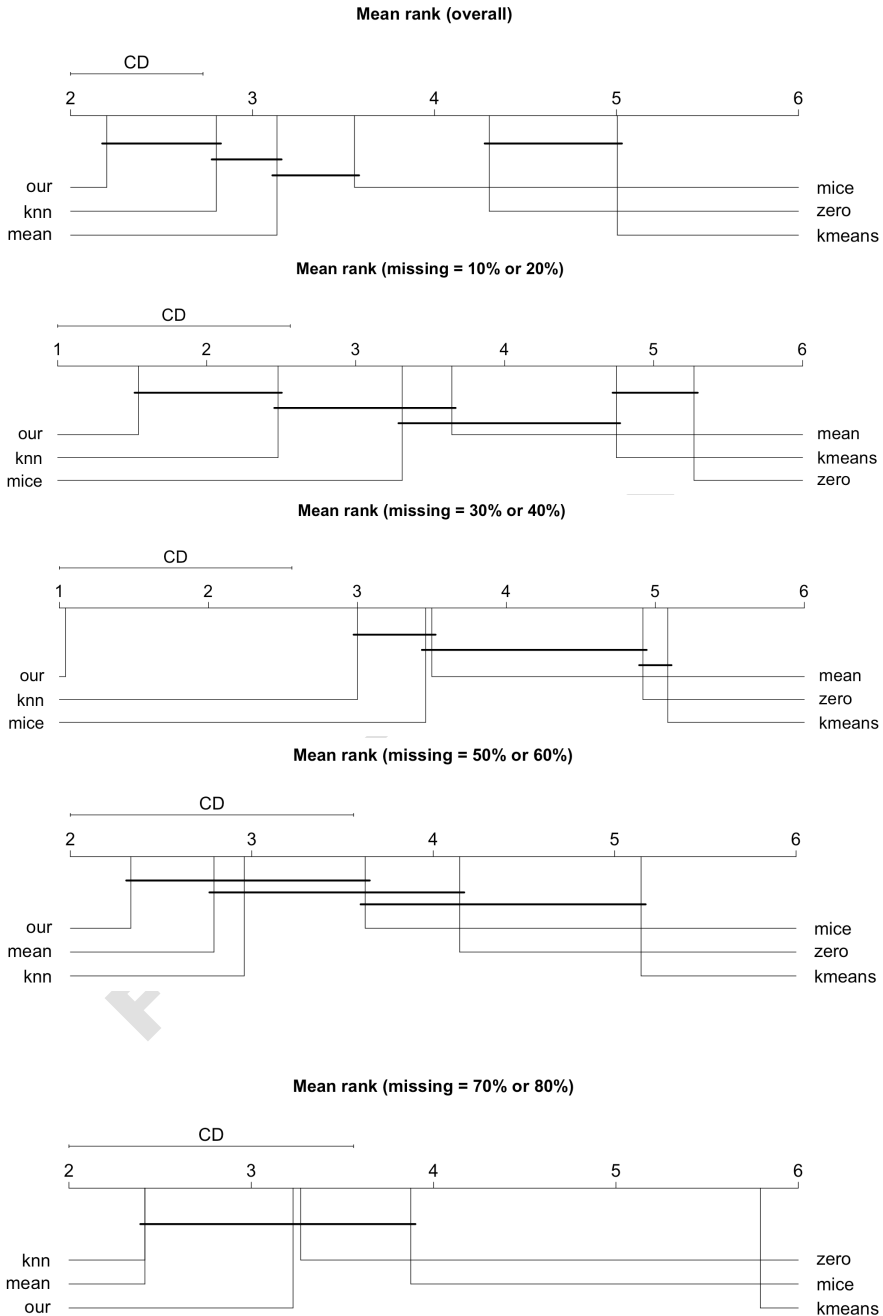 Mean rank (overall)
CD
2 3 4 5 6
our mice
knn zero
mean kmeans
Mean rank (missing = 10% or 20%)
CD
1 2 3 4 5 6
our mean
knn kmeans
mice zero
Mean rank (missing = 30% or 40%)
CD
1 2 3 4 5 6
our mean
knn zero
mice kmeans
Mean rank (missing = 50% or 60%)
CD
2 3 4 5 6
our mice
mean zero
knn kmeans
Mean rank (missing = 70% or 80%)
CD
2 3 4 5 6
knn zero
mean mice
our kmeans